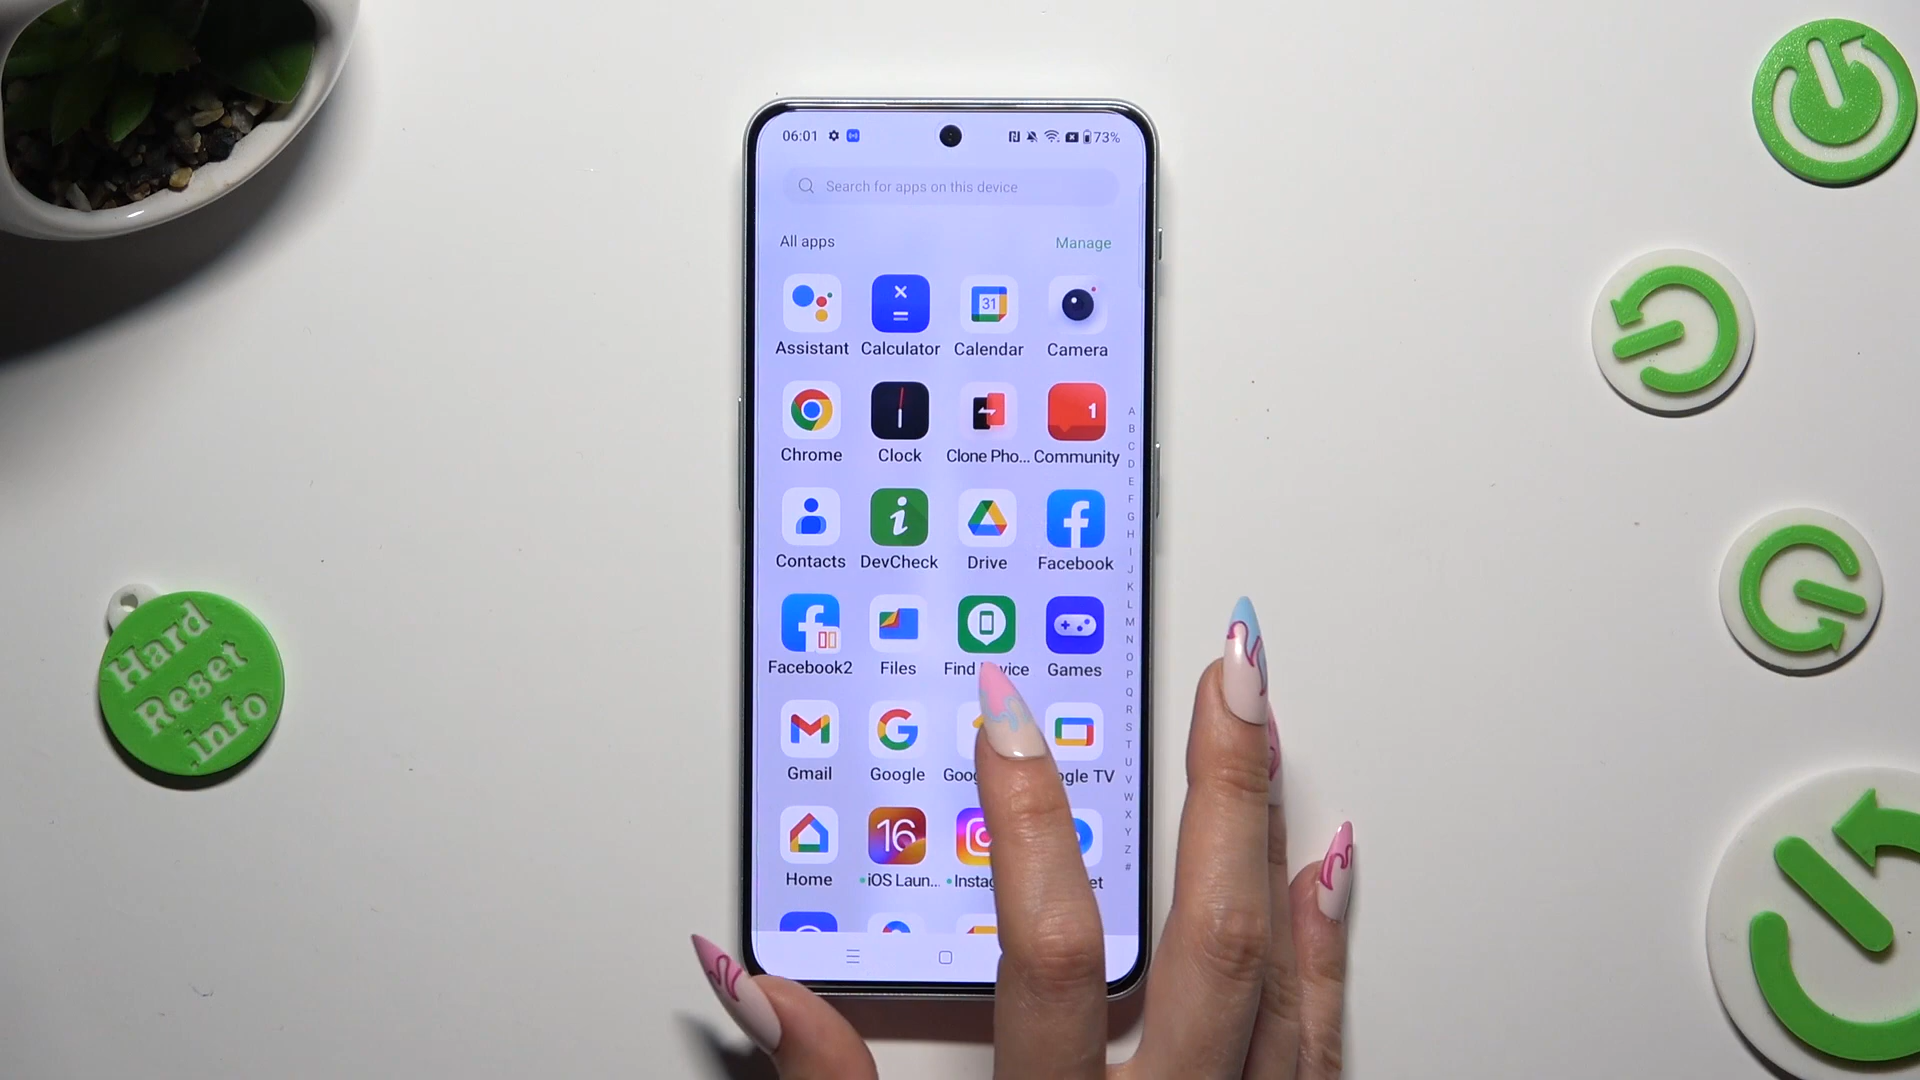 06:01
73%
Search for apps on this device
All apps
Manage
31
Assistant
Calculator
Calendar
Camera
1
Chrome
Clock
Clone Pho...
Community
Contacts
DevCheck
Drive
Facebook
Facebook2
Files
Find
Games
Gmail
Google
TV
16
Home
iOS Laun...
A
B
C
D
E
F
G
H
I
J
K
L
M
N
O
P
Q
R
S
T
U
V
W
X
Y
Z
#
Hard
Reset
.info